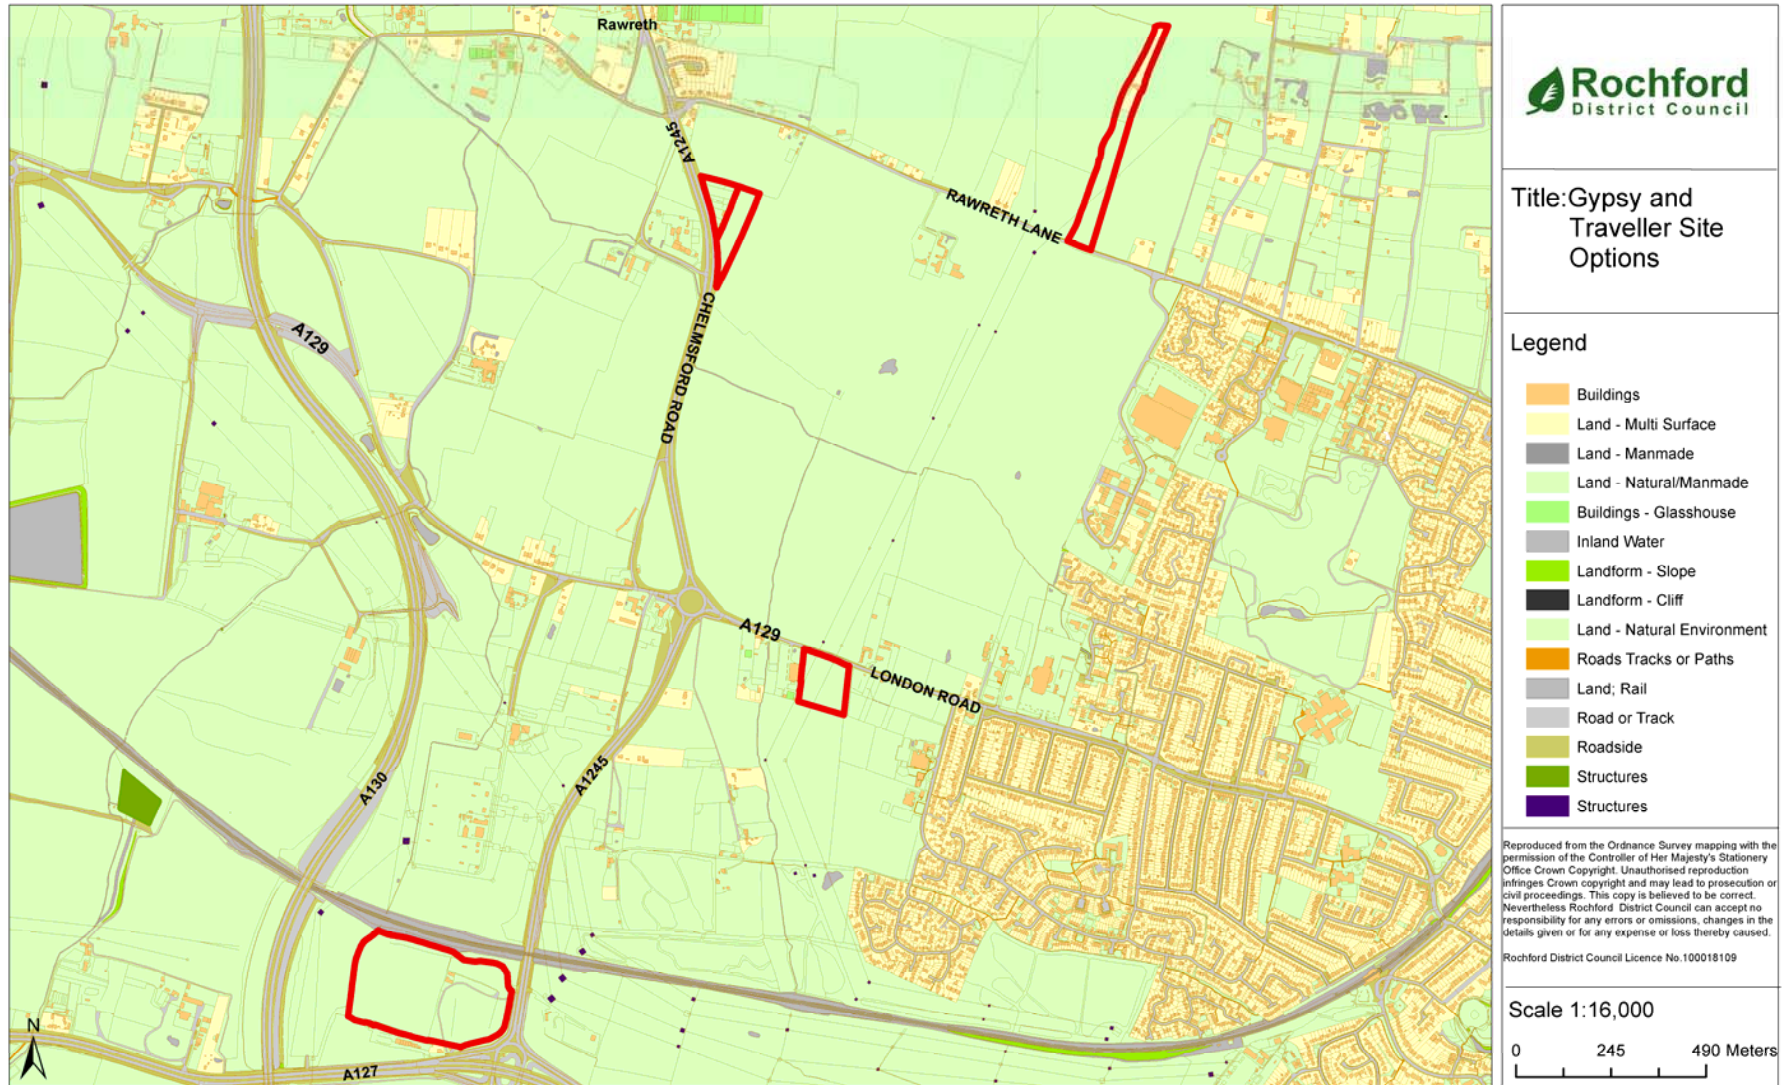 Rawreth
A1245
RAWRETH LANE
CHELMSFORD ROAD
A129
A129
LONDON ROAD
A1245
A130
A127
N
Rochford
District Council
Title:Gypsy and
Traveller Site
Options
Legend
Buildings
Land - Multi Surface
Land - Manmade
Land - Natural/Manmade
Buildings - Glasshouse
Inland Water
Landform - Slope
Landform - Cliff
Land - Natural Environment
Roads Tracks or Paths
Land; Rail
Road or Track
Roadside
Structures
Structures
Reproduced from the Ordnance Survey mapping with the
permission of the Controller of Her Majesty's Stationery
Office Crown Copyright. Unauthorised reproduction
infringes Crown copyright and may lead to prosecution or
civil proceedings. This copy is believed to be correct.
Nevertheless Rochford District Council can accept no
responsibility for any errors or omissions, changes in the
details given or for any expense or loss thereby caused.
Rochford District Council Licence No.100018109
Scale 1:16,000
0 245 490 Meters